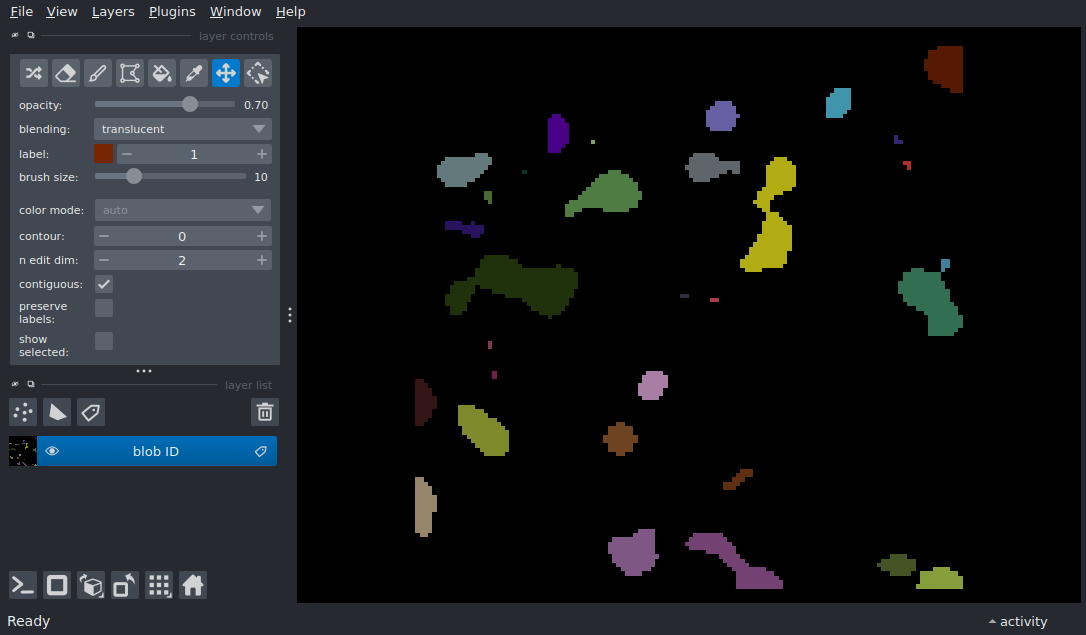 File View Layers Plugins Window Help
layer controls
opacity: 0.70
blending: translucent
label: 1
brush size: 10
color mode: auto
contour: 0
n edit dim: 2
contiguous:
preserve
labels:
show
selected:
layer list
blob ID
Ready
activity